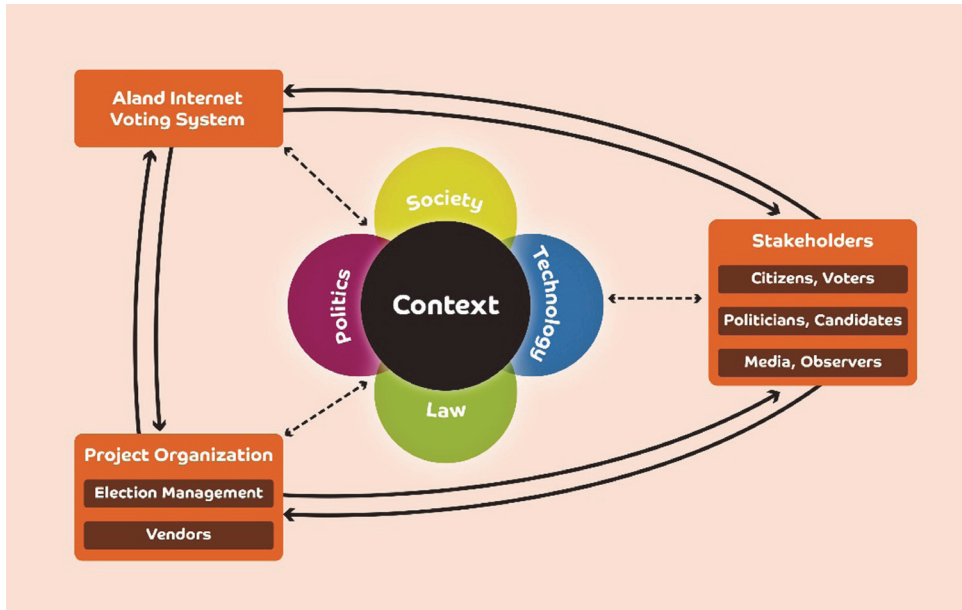 Aland Internet
Voting System
Society
Politics
Context
Technology
Law
Stakeholders
Citizens, Voters
Politicians, Candidates
Media, Observers
Project Organization
Election Management
Vendors